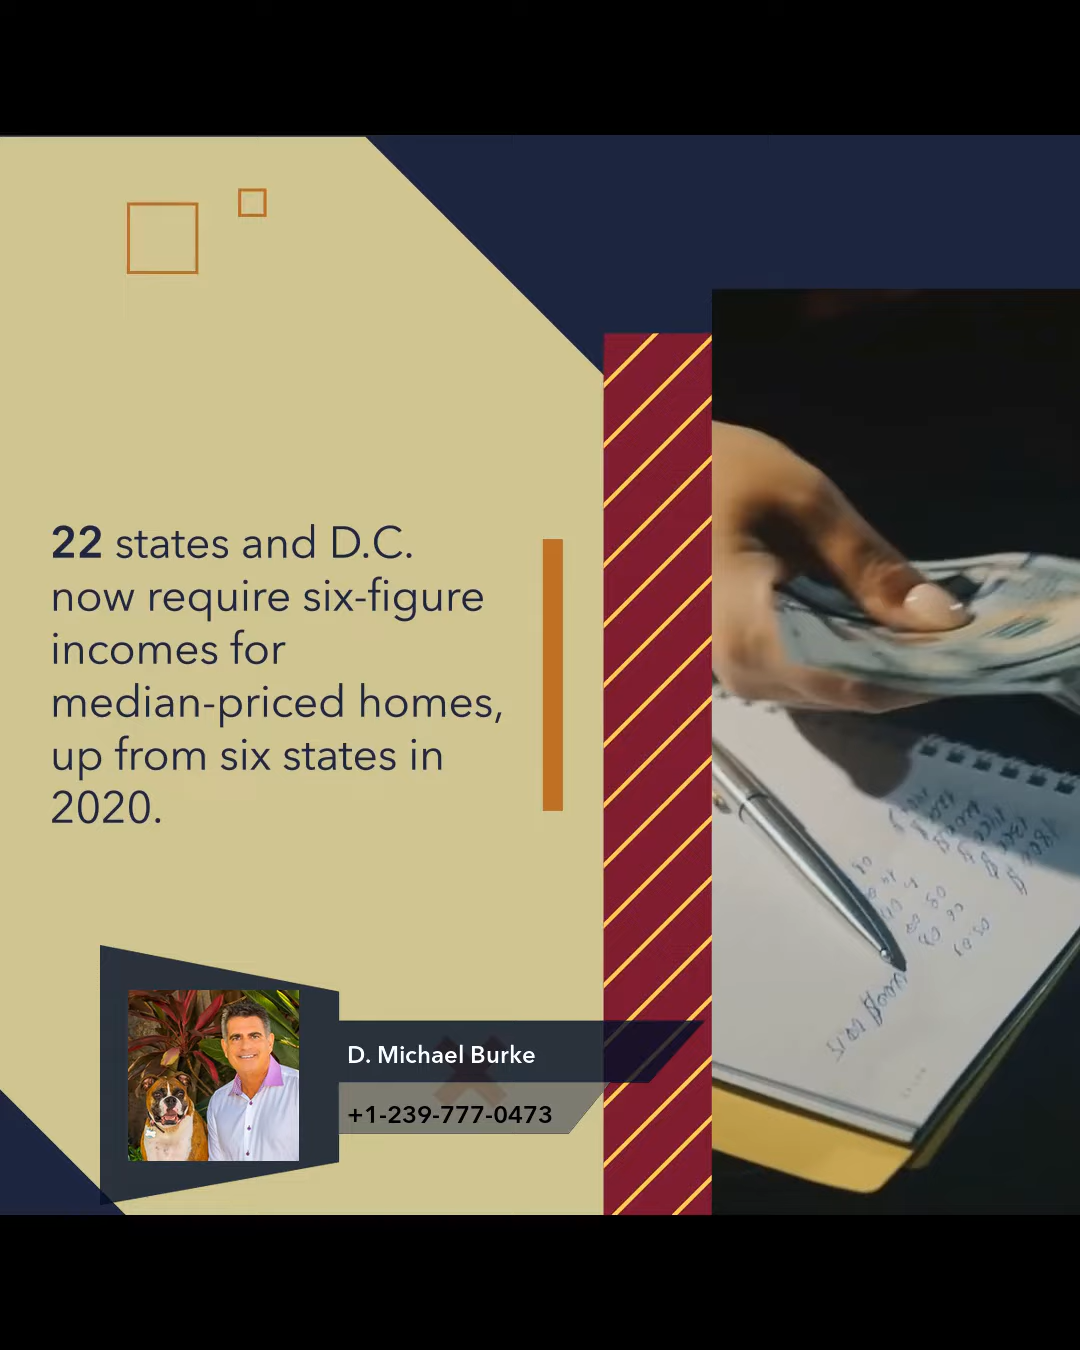 22 states and D.C.
now require six-figure
incomes for
median-priced homes,
up from six states in
2020.
D. Michael Burke
+1-239-777-0473